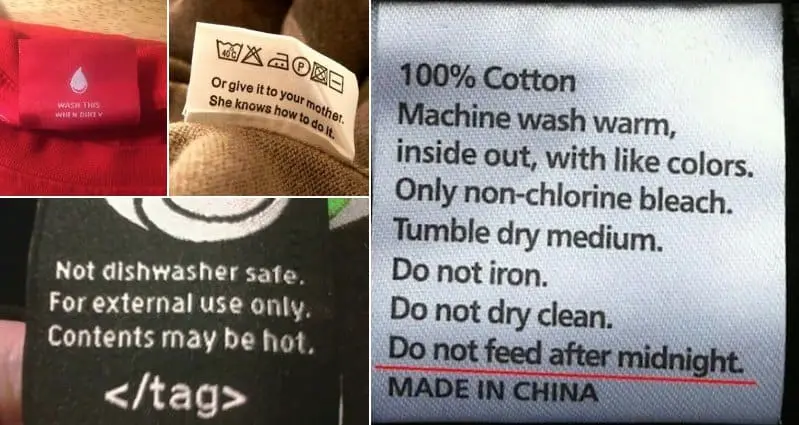 WASH THIS
WHEN DIRTY
40°C
P
Or give it to your mother.
She knows how to do it.
Not dishwasher safe.
For external use only.
Contents may be hot.
</tag>
100% Cotton
Machine wash warm,
inside out, with like colors.
Only non-chlorine bleach.
Tumble dry medium.
Do not iron.
Do not dry clean.
Do not feed after midnight.
MADE IN CHINA